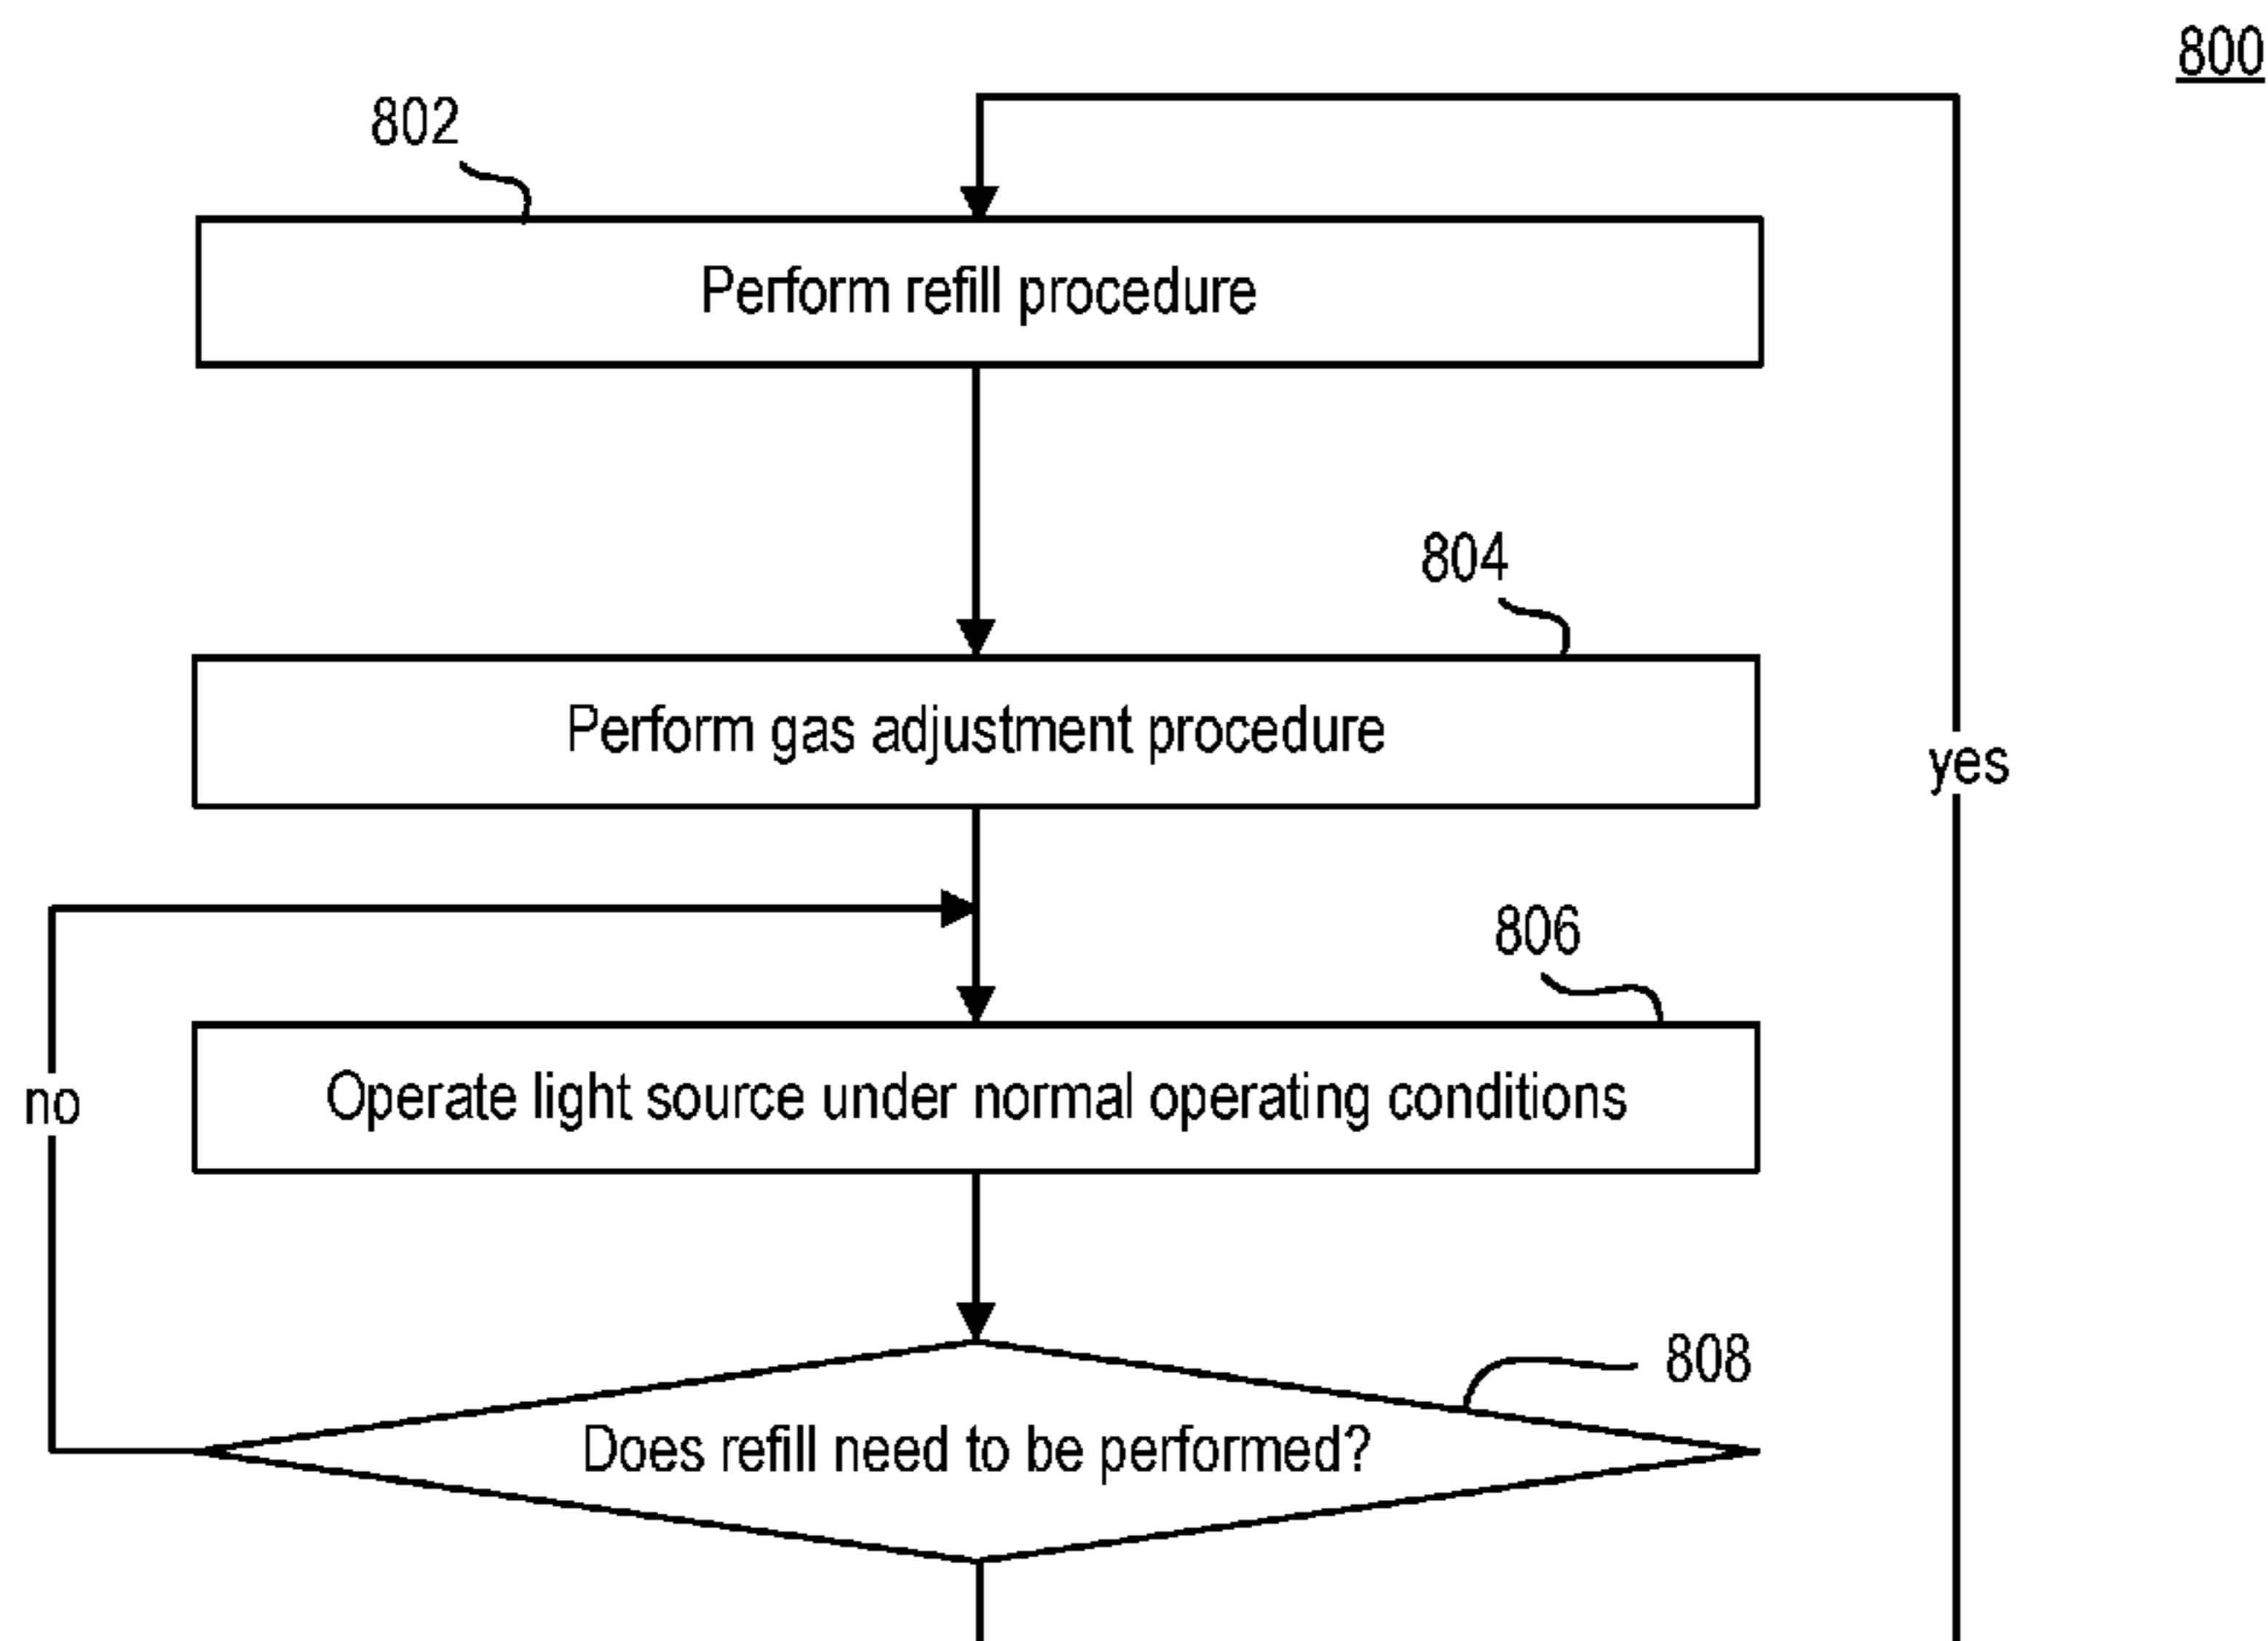 800
802
Perform refill procedure
804
Perform gas adjustment procedure
yes
806
Operate light source under normal operating conditions
no
808
Does refill need to be performed?